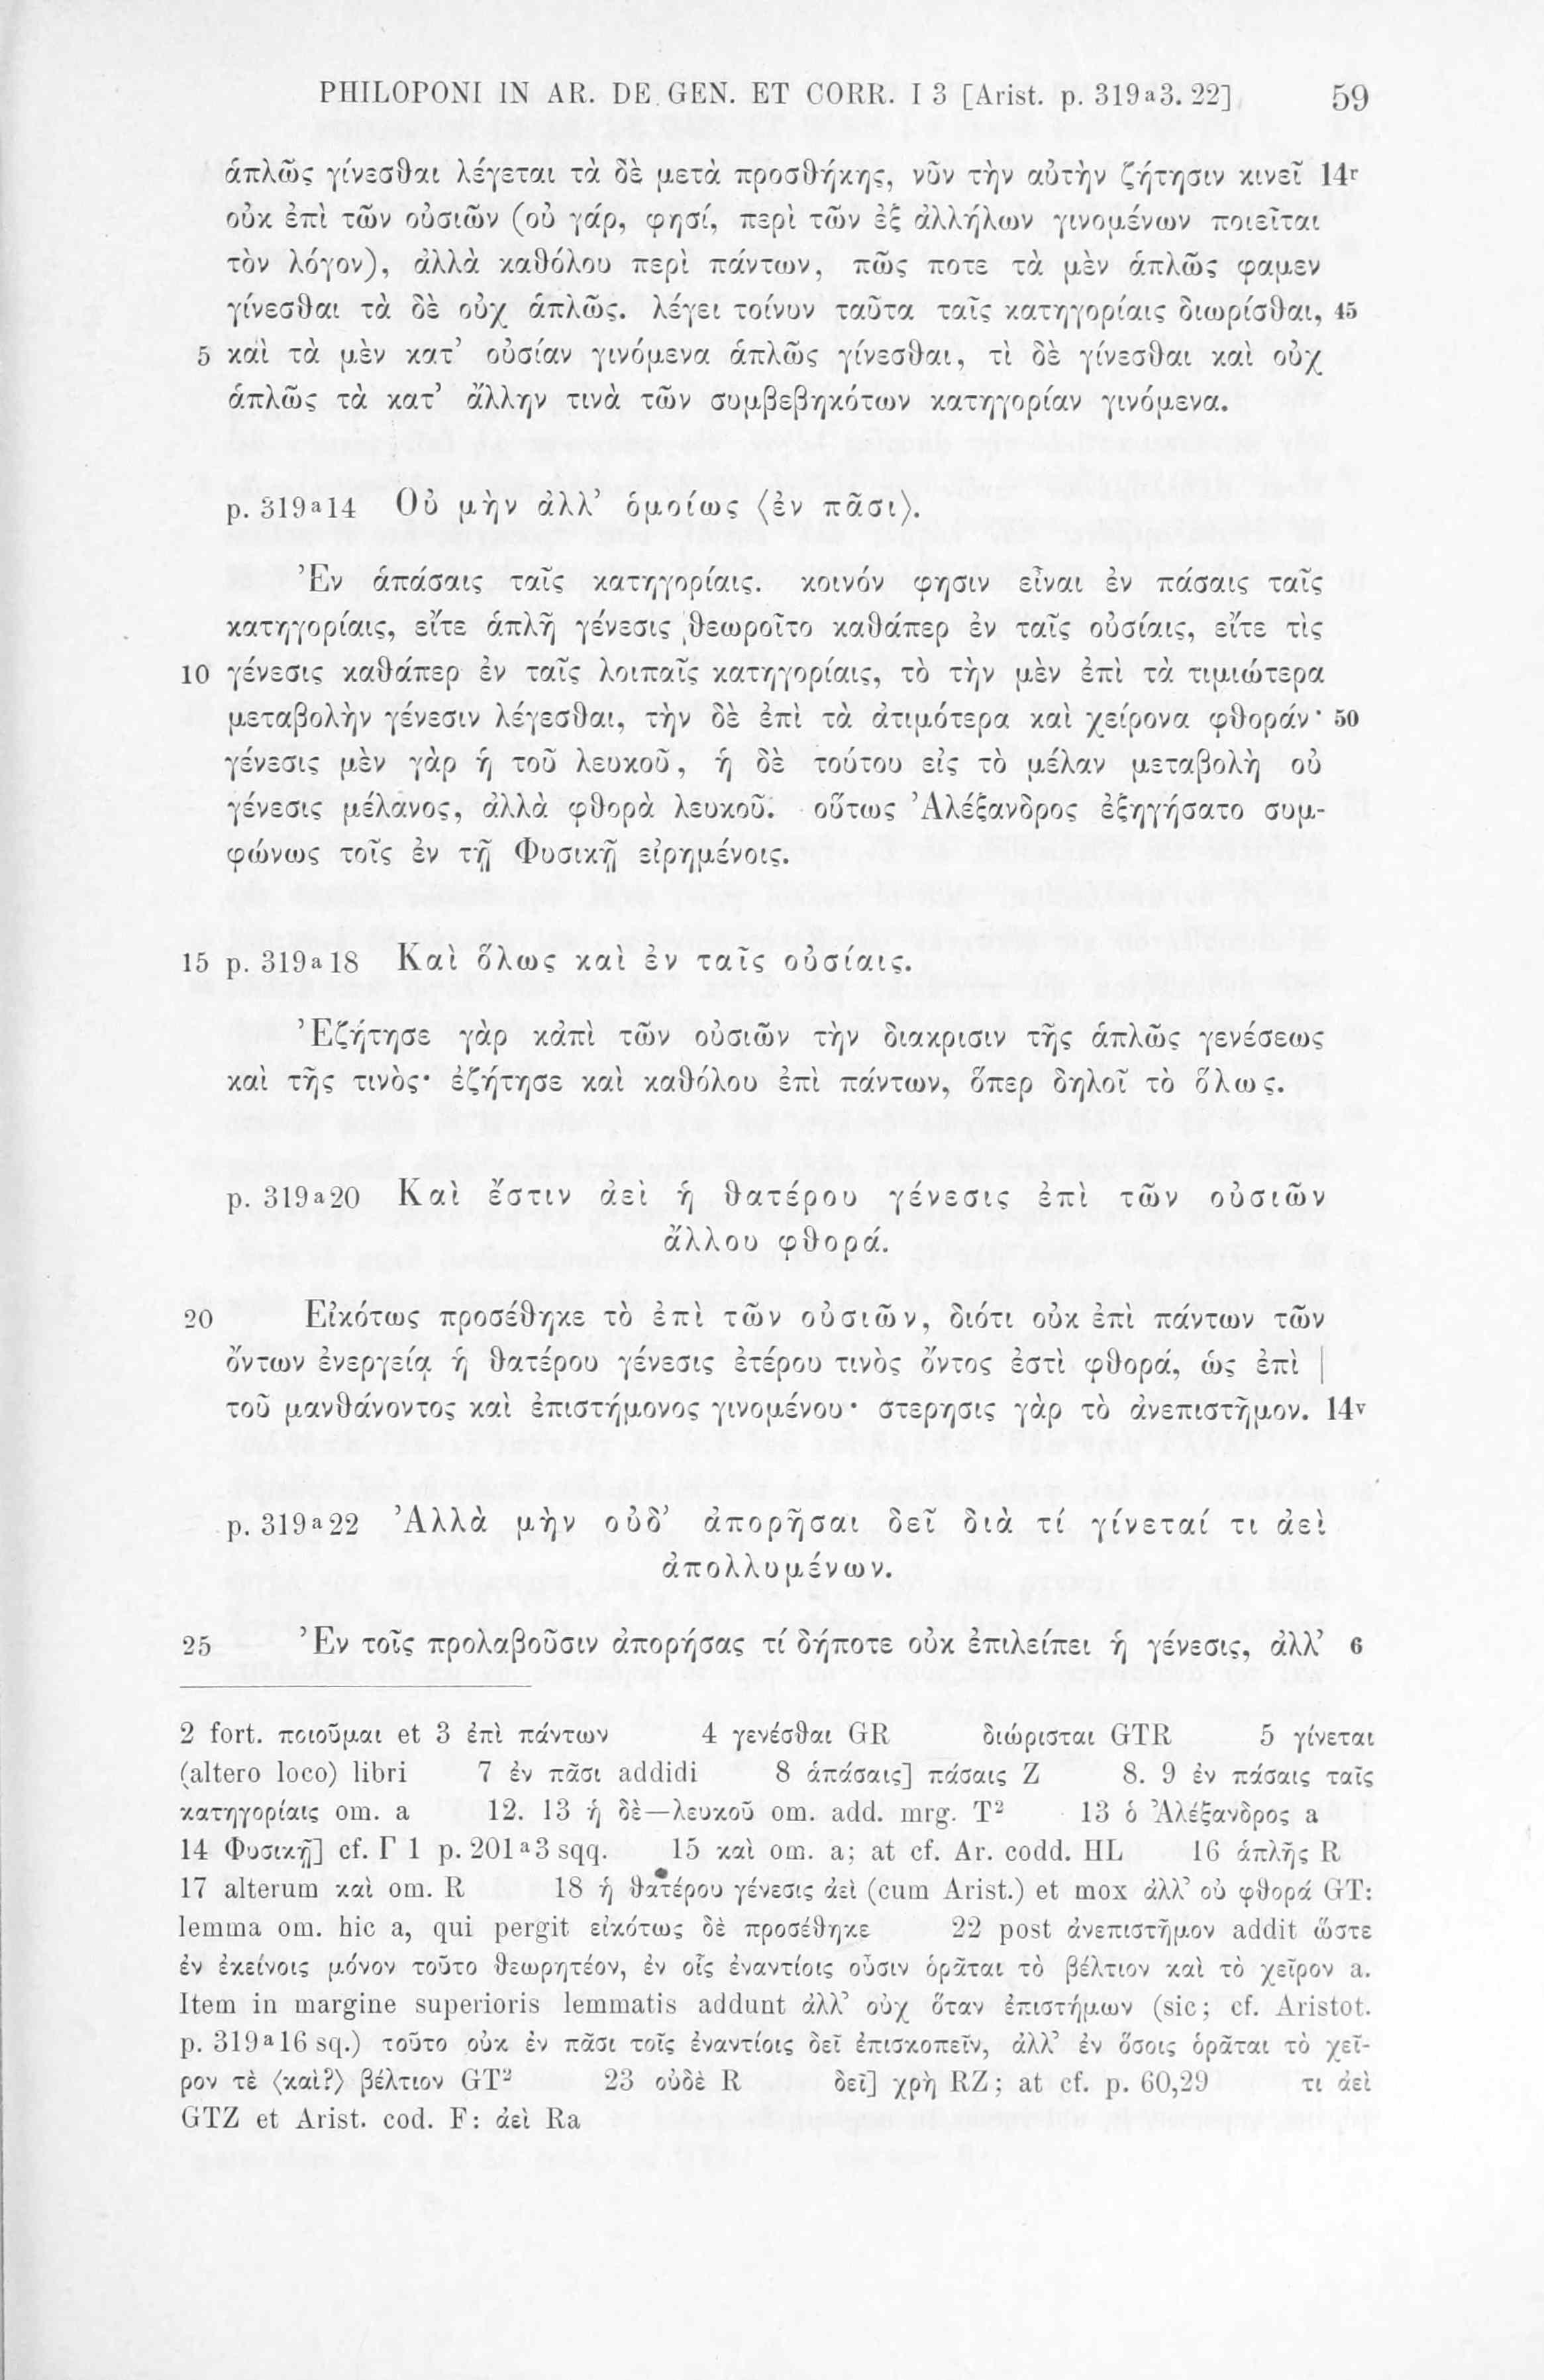 PHILOPONI IN AR. DE GEN. ET CORR. I 3 [Arist. p. 319ᵃ3. 22] 59
ἁπλῶς γίνεσθαι λέγεται τὰ δὲ μετὰ προσθήκης, νῦν τὴν αὐτὴν ζήτησιν κινεῖ 14ʳ
οὐκ ἐπὶ τῶν οὐσιῶν (οὐ γάρ, φησί, περὶ τῶν ἐξ ἀλλήλων γινομένων ποιεῖται
τὸν λόγον), ἀλλὰ καθόλου περὶ πάντων, πῶς ποτε τὰ μὲν ἁπλῶς φαμεν
γίνεσθαι τὰ δὲ οὐχ ἁπλῶς. λέγει τοίνυν ταῦτα ταῖς κατηγορίαις διωρίσθαι, 45
5 καὶ τὰ μὲν κατ’ οὐσίαν γινόμενα ἁπλῶς γίνεσθαι, τὶ δὲ γίνεσθαι καὶ οὐχ
ἁπλῶς τὰ κατ’ ἄλλην τινὰ τῶν συμβεβηκότων κατηγορίαν γινόμενα.
p. 319ᵃ14 Οὐ μὴν ἀλλ’ ὁμοίως ⟨ἐν πᾶσι⟩.
Ἐν ἁπάσαις ταῖς κατηγορίαις. κοινόν φησιν εἶναι ἐν πάσαις ταῖς
κατηγορίαις, εἴτε ἁπλῆ γένεσις θεωροῖτο καθάπερ ἐν ταῖς οὐσίαις, εἴτε τὶς
10 γένεσις καθάπερ ἐν ταῖς λοιπαῖς κατηγορίαις, τὸ τὴν μὲν ἐπὶ τὰ τιμιώτερα
μεταβολὴν γένεσιν λέγεσθαι, τὴν δὲ ἐπὶ τὰ ἀτιμότερα καὶ χείρονα φθοράν· 50
γένεσις μὲν γὰρ ἡ τοῦ λευκοῦ, ἡ δὲ τούτου εἰς τὸ μέλαν μεταβολὴ οὐ
γένεσις μέλανος, ἀλλὰ φθορὰ λευκοῦ. οὕτως Ἀλέξανδρος ἐξηγήσατο συμ-
φώνως τοῖς ἐν τῇ Φυσικῇ εἰρημένοις.
15 p. 319ᵃ18 Καὶ ὅλως καὶ ἐν ταῖς οὐσίαις.
Ἐζήτησε γὰρ κἀπὶ τῶν οὐσιῶν τὴν διάκρισιν τῆς ἁπλῶς γενέσεως
καὶ τῆς τινός· ἐζήτησε καὶ καθόλου ἐπὶ πάντων, ὅπερ δηλοῖ τὸ ὅλως.
p. 319ᵃ20 Καὶ ἔστιν ἀεὶ ἡ θατέρου γένεσις ἐπὶ τῶν οὐσιῶν
ἄλλου φθορά.
20 Εἰκότως προσέθηκε τὸ ἐπὶ τῶν οὐσιῶν, διότι οὐκ ἐπὶ πάντων τῶν
ὄντων ἐνεργείᾳ ἡ θατέρου γένεσις ἑτέρου τινὸς ὄντος ἐστὶ φθορά, ὡς ἐπὶ |
τοῦ μανθάνοντος καὶ ἐπιστήμονος γινομένου· στέρησις γὰρ τὸ ἀνεπιστῆμον. 14ᵛ
p. 319ᵃ22 Ἀλλὰ μὴν οὐδ’ ἀπορῆσαι δεῖ διὰ τί γίνεταί τι ἀεὶ
ἀπολλυμένων.
25 Ἐν τοῖς προλαβοῦσιν ἀπορήσας τί δήποτε οὐκ ἐπιλείπει ἡ γένεσις, ἀλλ’ 6
2 fort. ποιοῦμαι et 3 ἐπὶ πάντων 4 γενέσθαι GR διώρισται GTR 5 γίνεται
(altero loco) libri 7 ἐν πᾶσι addidi 8 ἁπάσαις] πάσαις Z 8. 9 ἐν πάσαις ταῖς
κατηγορίαις om. a 12. 13 ἡ δὲ—λευκοῦ om. add. mrg. T² 13 ὁ Ἀλέξανδρος a
14 Φυσικῇ] cf. Γ 1 p. 201ᵃ3 sqq. 15 καὶ om. a; at cf. Ar. codd. HL 16 ἁπλῆς R
17 alterum καὶ om. R 18 ἡ θατέρου γένεσις ἀεὶ (cum Arist.) et mox ἀλλ’ οὐ φθορά GT:
lemma om. hic a, qui pergit εἰκότως δὲ προσέθηκε 22 post ἀνεπιστῆμον addit ὥστε
ἐν ἐκείνοις μόνον τοῦτο θεωρητέον, ἐν οἷς ἐναντίοις οὖσιν ὁρᾶται τὸ βέλτιον καὶ τὸ χεῖρον a.
Item in margine superioris lemmatis addunt ἀλλ’ οὐχ ὅταν ἐπιστήμων (sic; cf. Aristot.
p. 319ᵃ16 sq.) τοῦτο οὐκ ἐν πᾶσι τοῖς ἐναντίοις δεῖ ἐπισκοπεῖν, ἀλλ’ ἐν ὅσοις ὁρᾶται τὸ χεῖ-
ρον τὲ ⟨καὶ?⟩ βέλτιον GT² 23 οὐδὲ R δεῖ] χρὴ RZ; at cf. p. 60,29 τι ἀεὶ
GTZ et Arist. cod. F: ἀεὶ Ra